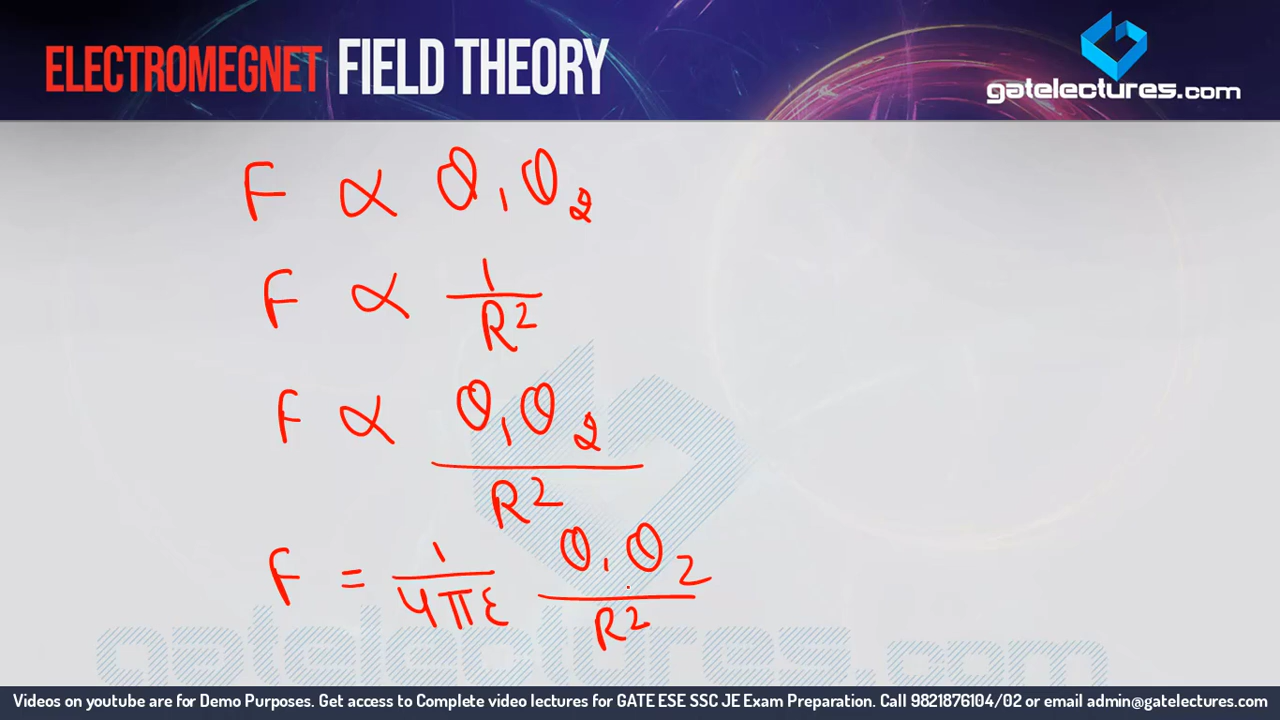 ELECTROMEGNET FIELD THEORY
gatelectures.com
F ∝ Q₁Q₂
F ∝ 1/R²
F ∝ Q₁Q₂/R²
F = 1/4πε Q₁Q₂/R²
gatelectures.com
Videos on youtube are for Demo Purposes. Get access to Complete video lectures for GATE ESE SSC JE Exam Preparation. Call 9821876104/02 or email admin@gatelectures.com